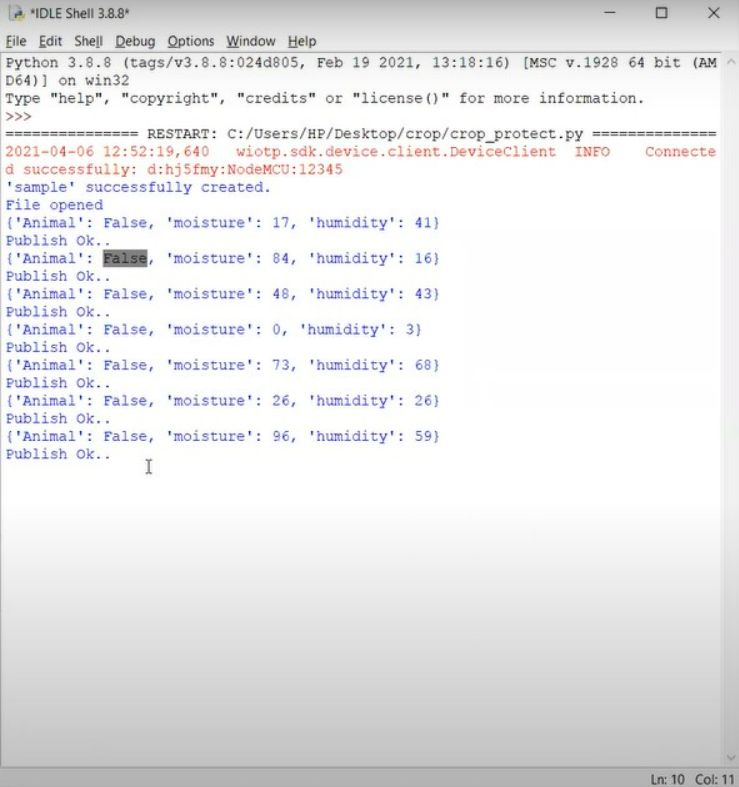 *IDLE Shell 3.8.8*
File Edit Shell Debug Options Window Help
Python 3.8.8 (tags/v3.8.8:024d805, Feb 19 2021, 13:18:16) [MSC v.1928 64 bit (AM
D64)] on win32
Type "help", "copyright", "credits" or "license()" for more information.
>>>
=============== RESTART: C:/Users/HP/Desktop/crop/crop_protect.py ==============
2021-04-06 12:52:19,640   wiotp.sdk.device.client.DeviceClient  INFO    Connecte
d successfully: d:hj5fmy:NodeMCU:12345
'sample' successfully created.
File opened
{'Animal': False, 'moisture': 17, 'humidity': 41}
Publish Ok..
{'Animal': False, 'moisture': 84, 'humidity': 16}
Publish Ok..
{'Animal': False, 'moisture': 48, 'humidity': 43}
Publish Ok..
{'Animal': False, 'moisture': 0, 'humidity': 3}
Publish Ok..
{'Animal': False, 'moisture': 73, 'humidity': 68}
Publish Ok..
{'Animal': False, 'moisture': 26, 'humidity': 26}
Publish Ok..
{'Animal': False, 'moisture': 96, 'humidity': 59}
Publish Ok..
Ln: 10 Col: 11